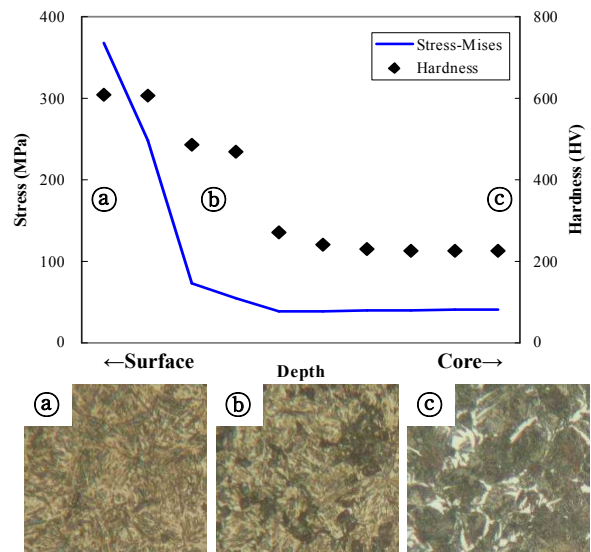 400
800
Stress-Mises
Hardness
300
600
Stress (MPa)
Hardness (HV)
200
400
ⓐ
ⓑ
ⓒ
100
200
0
0
←Surface
Depth
Core→
ⓐ
ⓑ
ⓒ